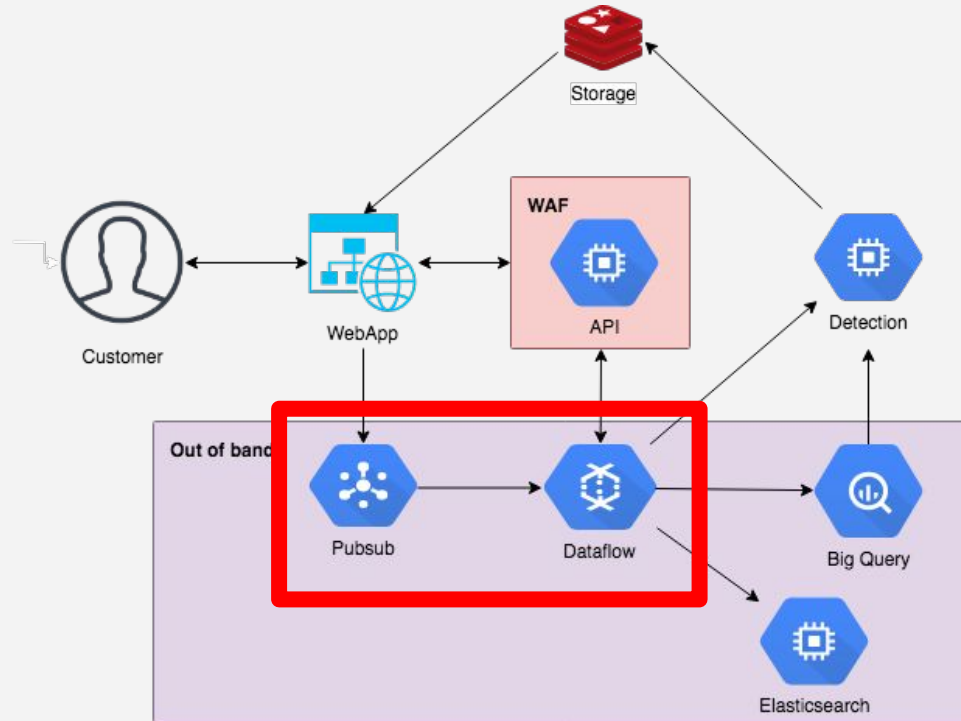 Storage
WAF
API
Detection
WebApp
Customer
Out of band
Pubsub
Dataflow
Big Query
Elasticsearch